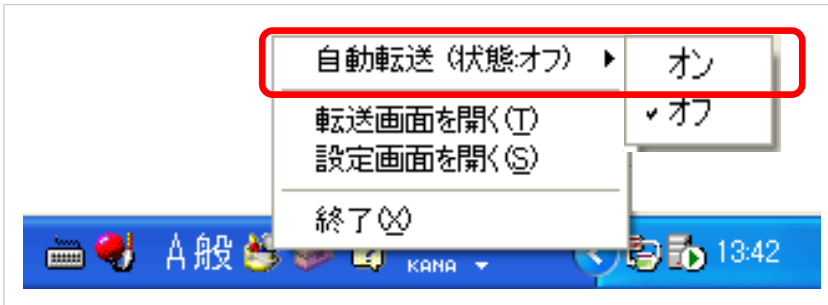 自動転送 (状態:オフ)
オン
オフ
転送画面を開く(T)
設定画面を開く(S)
終了(X)
A 般
KANA
13:42